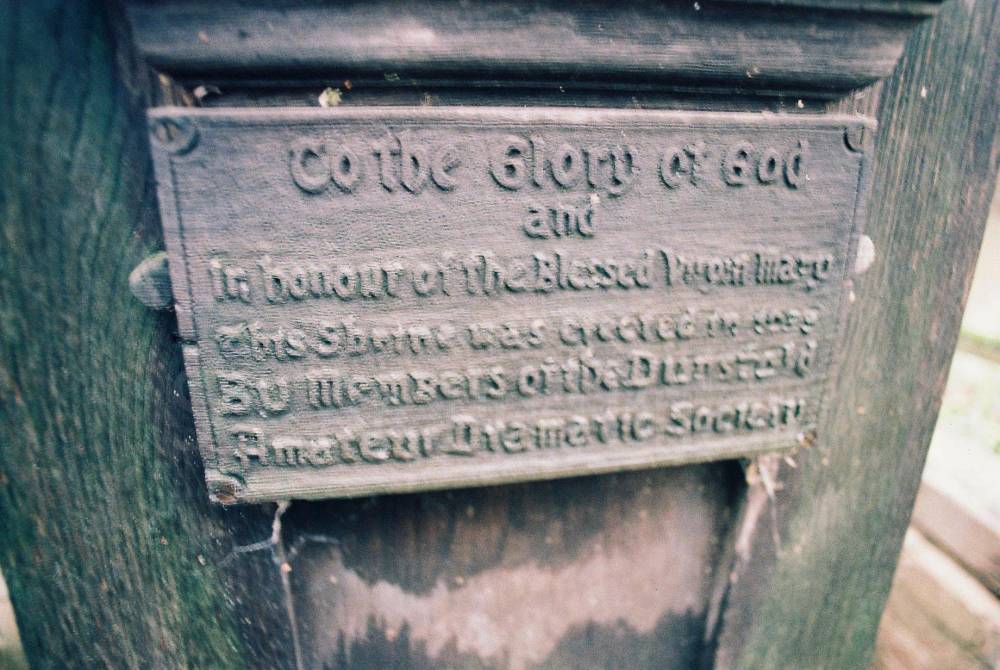 To the Glory of God
and
In honour of the Blessed Virgin Mary
This Shrine was erected in
By Members of the Dunsfold
Amateur Dramatic Society